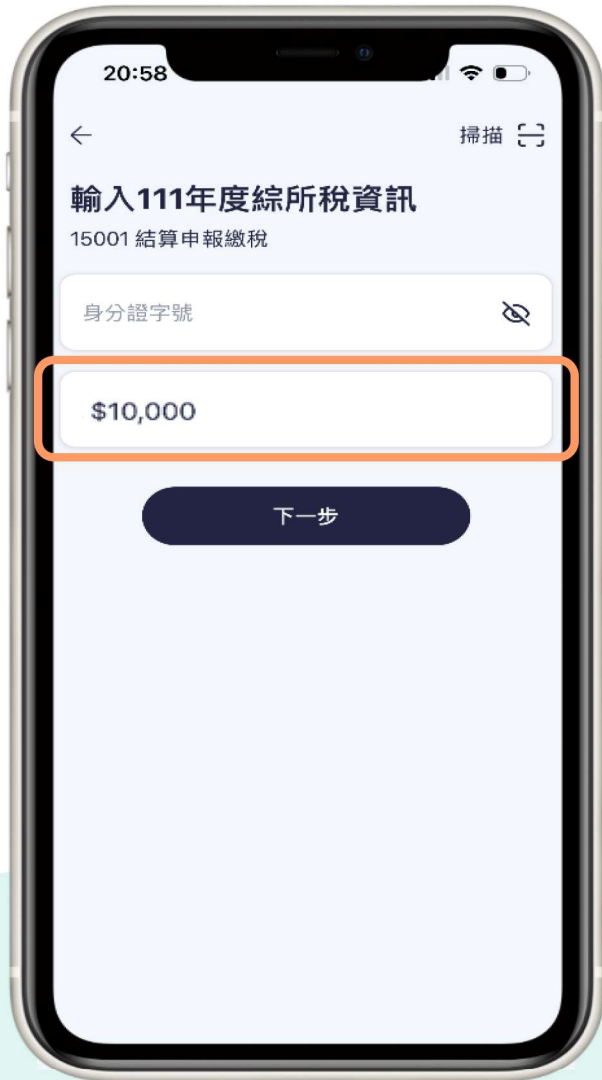 20:58
掃描
輸入111年度綜所稅資訊
15001 結算申報繳稅
身分證字號
$10,000
下一步